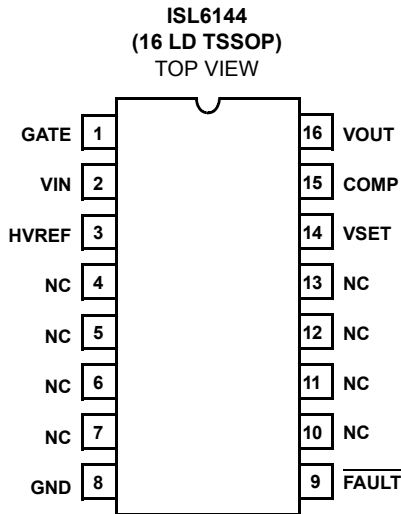 ISL6144
(16 LD TSSOP)
TOP VIEW
GATE 1 16 VOUT
VIN 2 15 COMP
HVREF 3 14 VSET
NC 4 13 NC
NC 5 12 NC
NC 6 11 NC
NC 7 10 NC
GND 8 9 FAULT